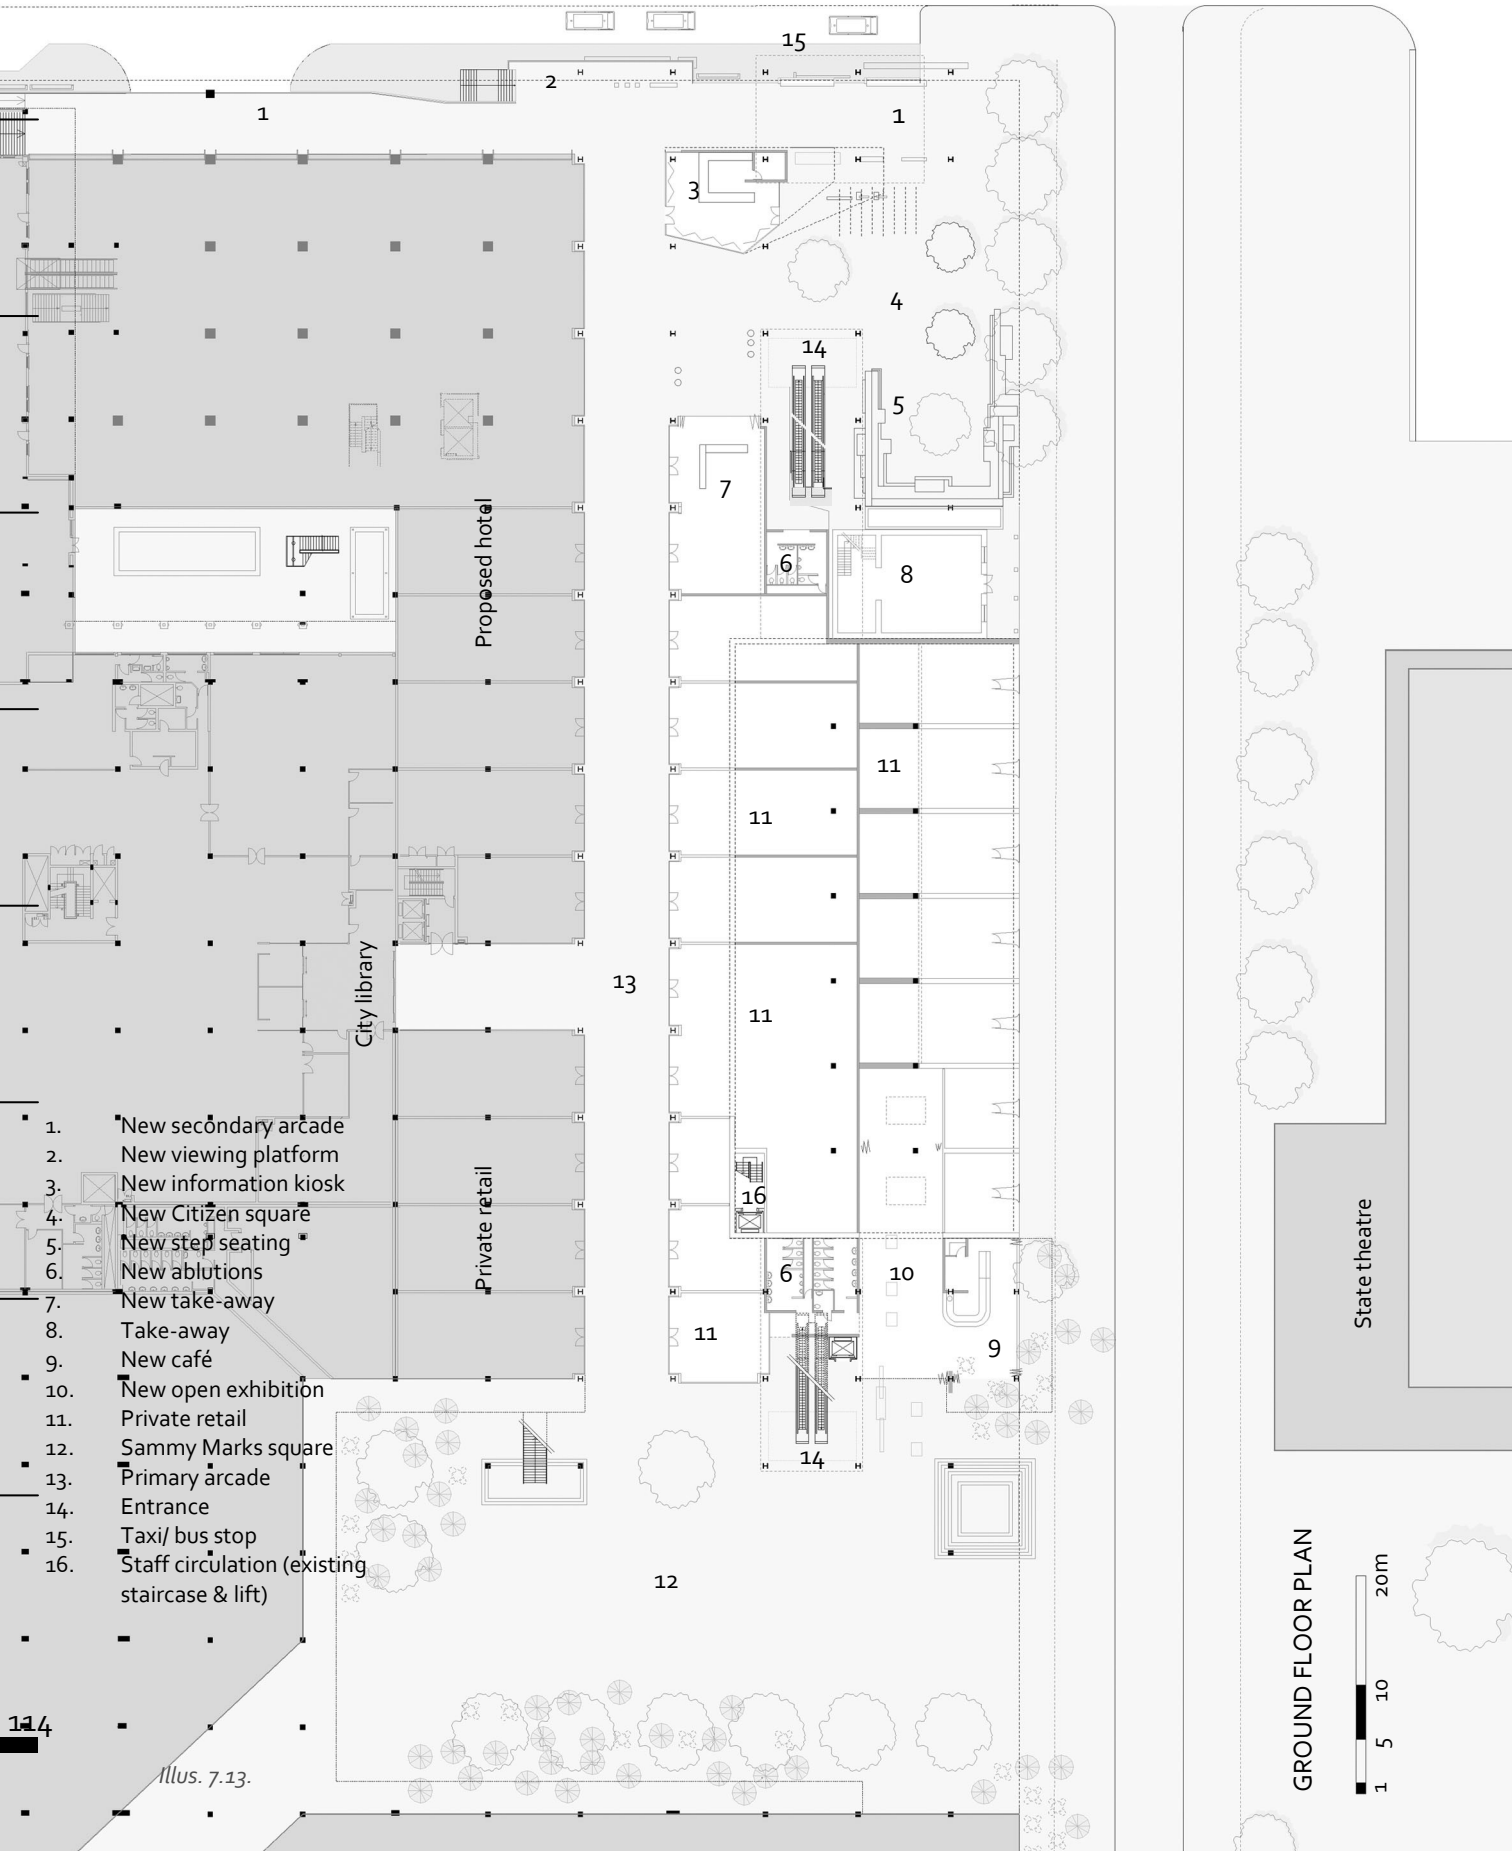 15
2
1
1
3
4
14
5
7
6
8
Proposed hotel
11
11
13
City library
11
16
Private retail
6
10
11
9
14
12
State theatre
1. New secondary arcade
2. New viewing platform
3. New information kiosk
4. New Citizen square
5. New step seating
6. New ablutions
7. New take-away
8. Take-away
9. New café
10. New open exhibition
11. Private retail
12. Sammy Marks square
13. Primary arcade
14. Entrance
15. Taxi/ bus stop
16. Staff circulation (existing
staircase & lift)
114
Illus. 7.13.
GROUND FLOOR PLAN
1 5 10 20m